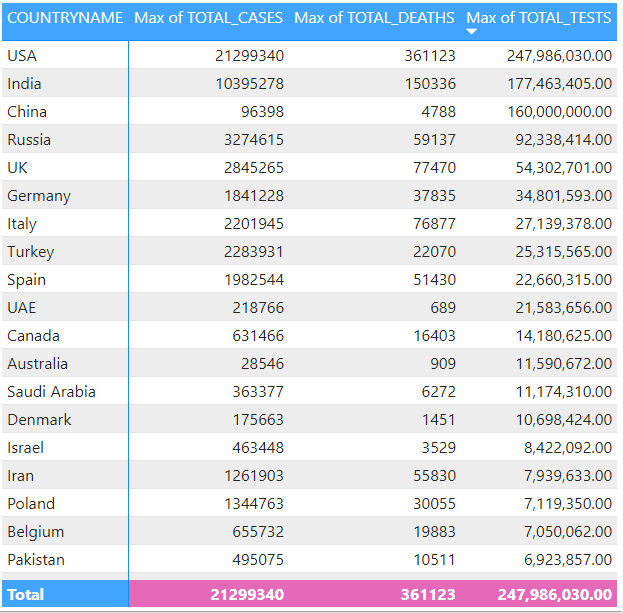 COUNTRYNAME Max of TOTAL_CASES Max of TOTAL_DEATHS Max of TOTAL_TESTS
USA 21299340 361123 247,986,030.00
India 10395278 150336 177,463,405.00
China 96398 4788 160,000,000.00
Russia 3274615 59137 92,338,414.00
UK 2845265 77470 54,302,701.00
Germany 1841228 37835 34,801,593.00
Italy 2201945 76877 27,139,378.00
Turkey 2283931 22070 25,315,565.00
Spain 1982544 51430 22,660,315.00
UAE 218766 689 21,583,656.00
Canada 631466 16403 14,180,625.00
Australia 28546 909 11,590,672.00
Saudi Arabia 363377 6272 11,174,310.00
Denmark 175663 1451 10,698,424.00
Israel 463448 3529 8,422,092.00
Iran 1261903 55830 7,939,633.00
Poland 1344763 30055 7,119,350.00
Belgium 655732 19883 7,050,062.00
Pakistan 495075 10511 6,923,857.00
Total 21299340 361123 247,986,030.00